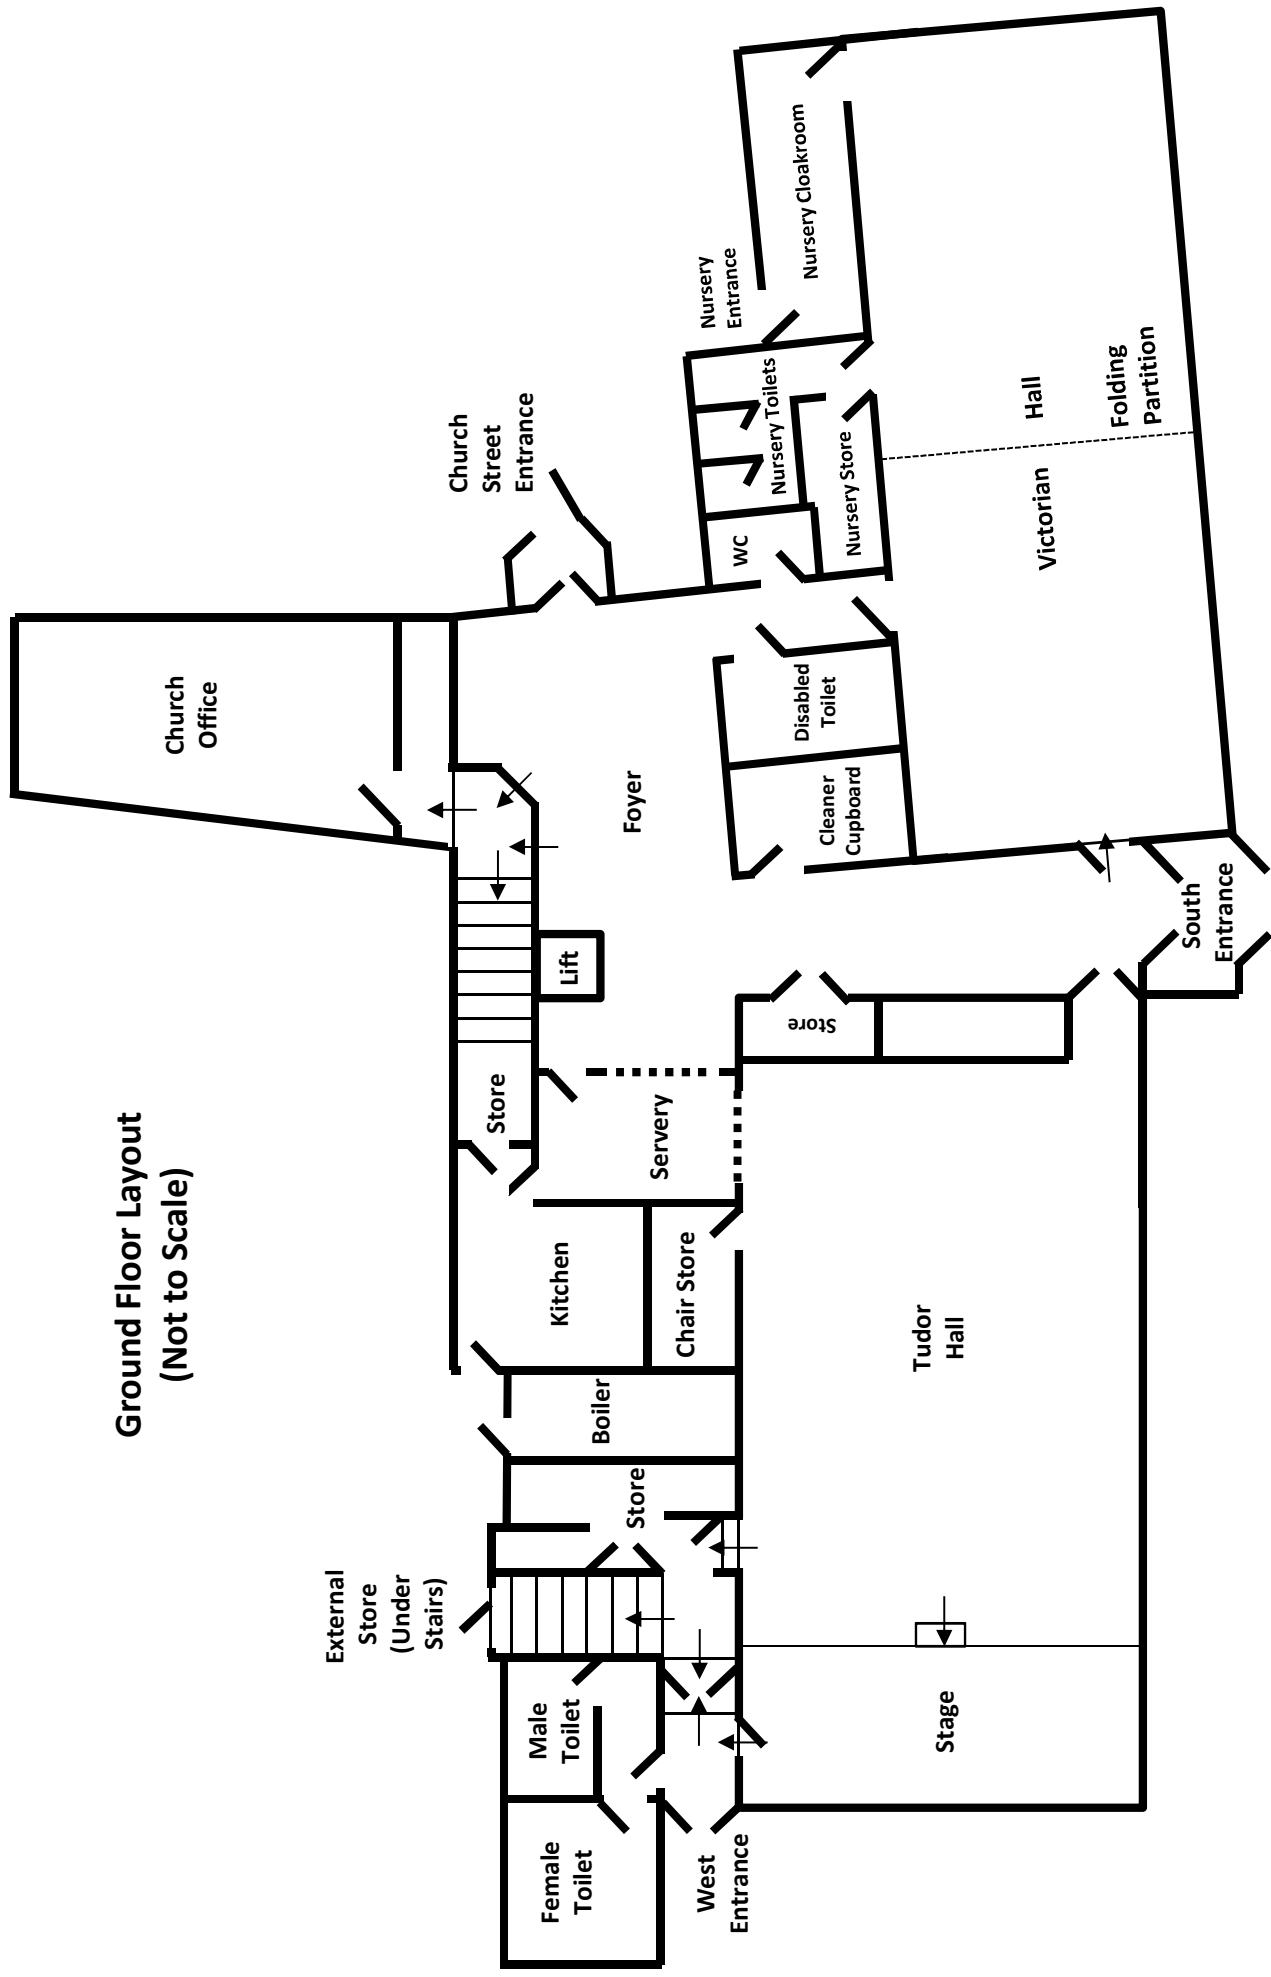 Ground Floor Layout
(Not to Scale)
Female
Toilet
Male
Toilet
External
Store
(Under
Stairs)
West
Entrance
Store
Boiler
Kitchen
Chair Store
Store
Servery
Lift
Store
Stage
Tudor
Hall
Church
Office
Foyer
Church
Street
Entrance
Cleaner
Cupboard
Disabled
Toilet
South
Entrance
WC
Nursery Toilets
Nursery Store
Nursery
Entrance
Nursery Cloakroom
Victorian
Hall
Folding
Partition